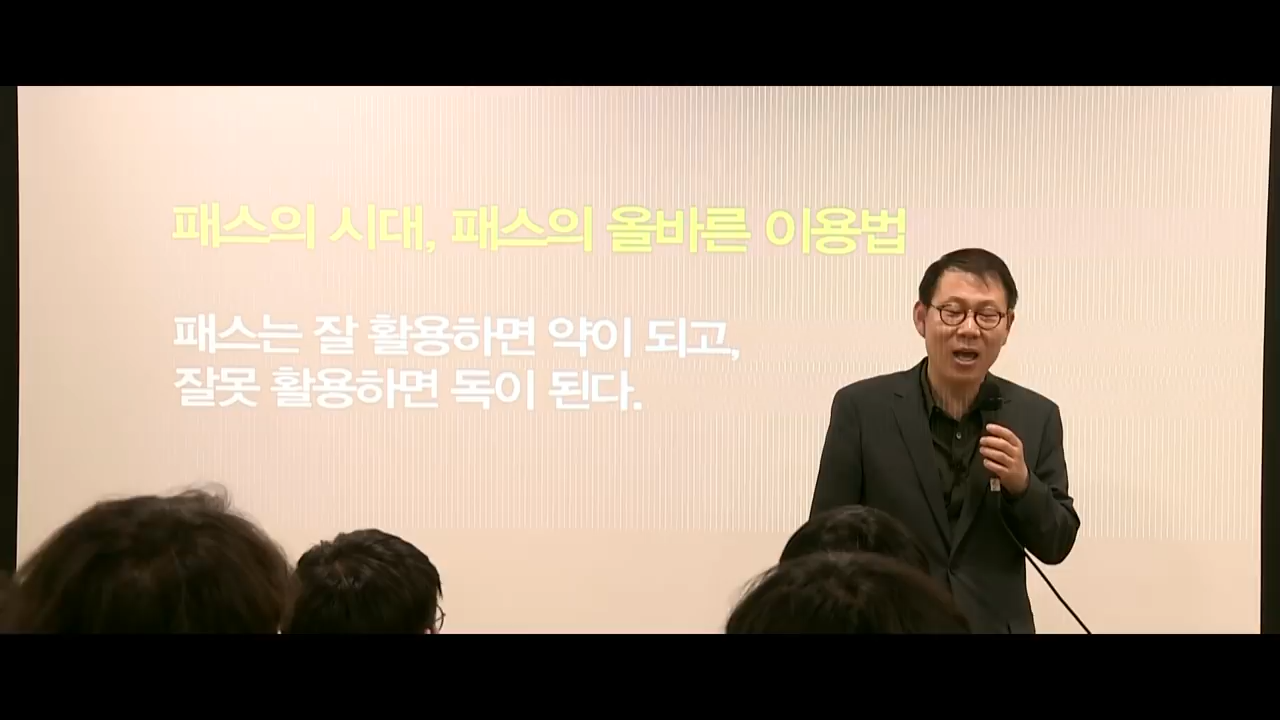 패스의 시대, 패스의 올바른 이용법
패스는 잘 활용하면 약이 되고,
잘못 활용하면 독이 된다.